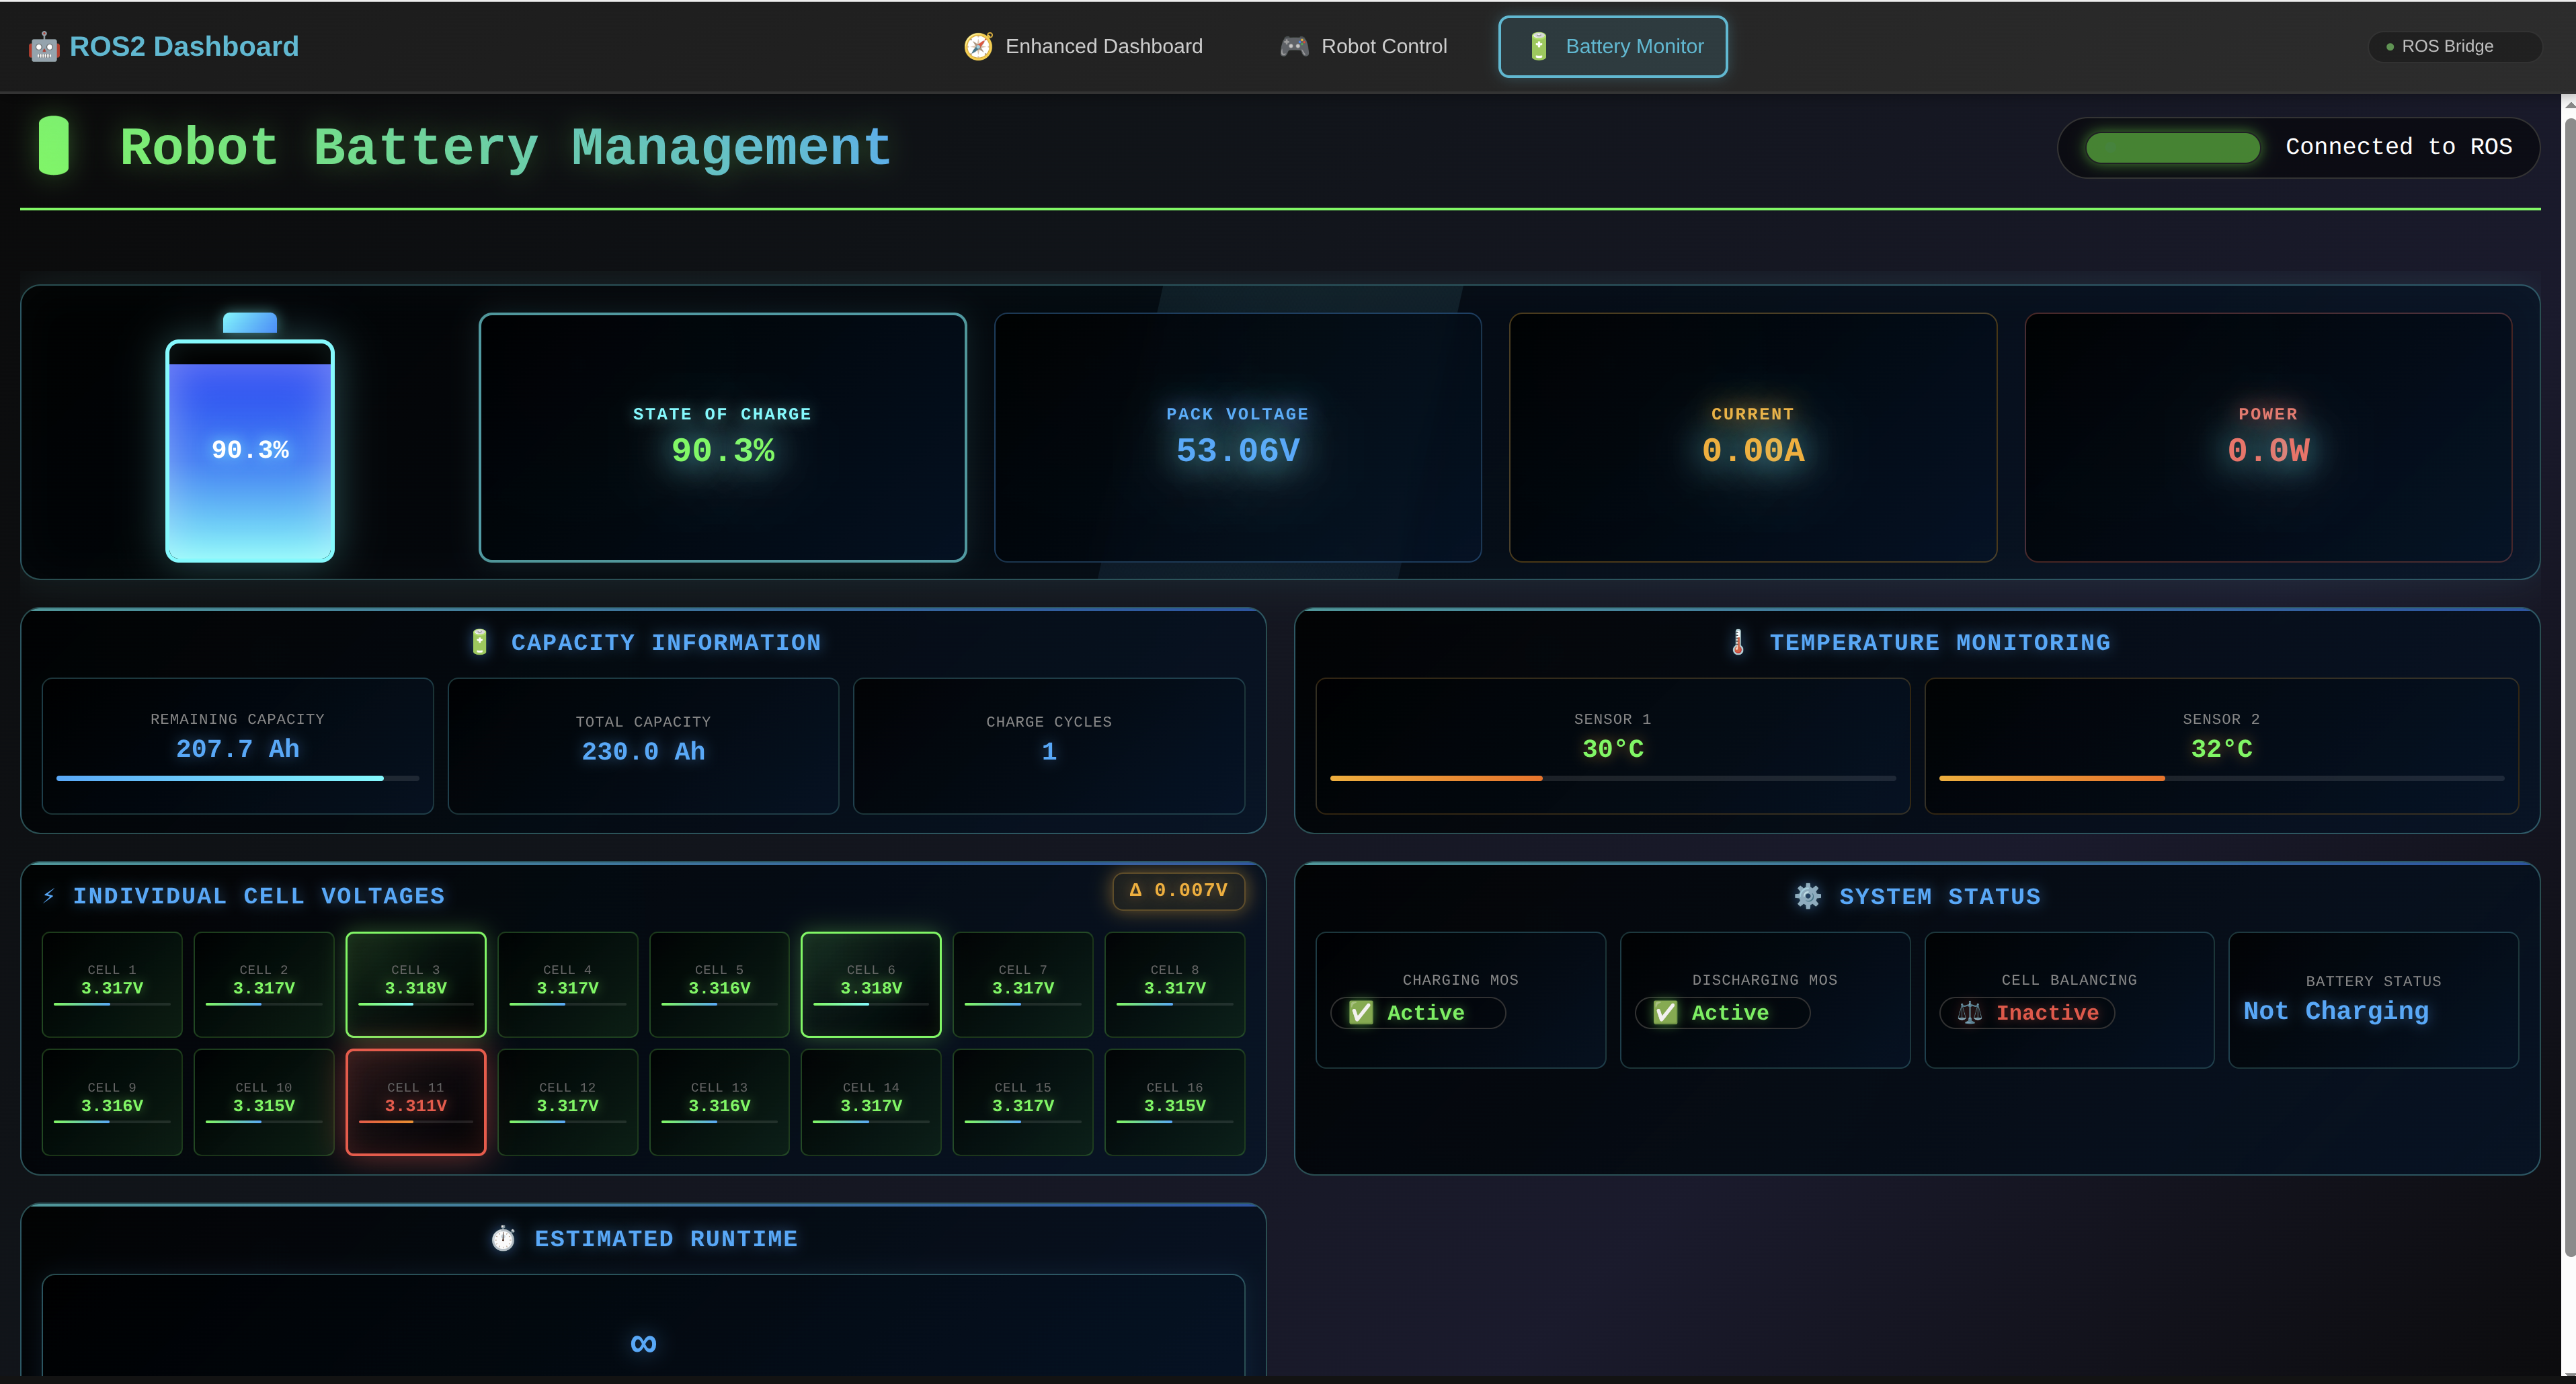 🤖 ROS2 Dashboard
🧭 Enhanced Dashboard
🎮 Robot Control
🔋 Battery Monitor
ROS Bridge
Robot Battery Management
Connected to ROS
90.3%
STATE OF CHARGE
90.3%
PACK VOLTAGE
53.06V
CURRENT
0.00A
POWER
0.0W
🔋 CAPACITY INFORMATION
REMAINING CAPACITY
207.7 Ah
TOTAL CAPACITY
230.0 Ah
CHARGE CYCLES
1
🌡️ TEMPERATURE MONITORING
SENSOR 1
30°C
SENSOR 2
32°C
⚡ INDIVIDUAL CELL VOLTAGES
Δ 0.007V
CELL 1
3.317V
CELL 2
3.317V
CELL 3
3.318V
CELL 4
3.317V
CELL 5
3.316V
CELL 6
3.318V
CELL 7
3.317V
CELL 8
3.317V
CELL 9
3.316V
CELL 10
3.315V
CELL 11
3.311V
CELL 12
3.317V
CELL 13
3.316V
CELL 14
3.317V
CELL 15
3.317V
CELL 16
3.315V
⚙️ SYSTEM STATUS
CHARGING MOS
✅ Active
DISCHARGING MOS
✅ Active
CELL BALANCING
⚖️ Inactive
BATTERY STATUS
Not Charging
⏱️ ESTIMATED RUNTIME
∞